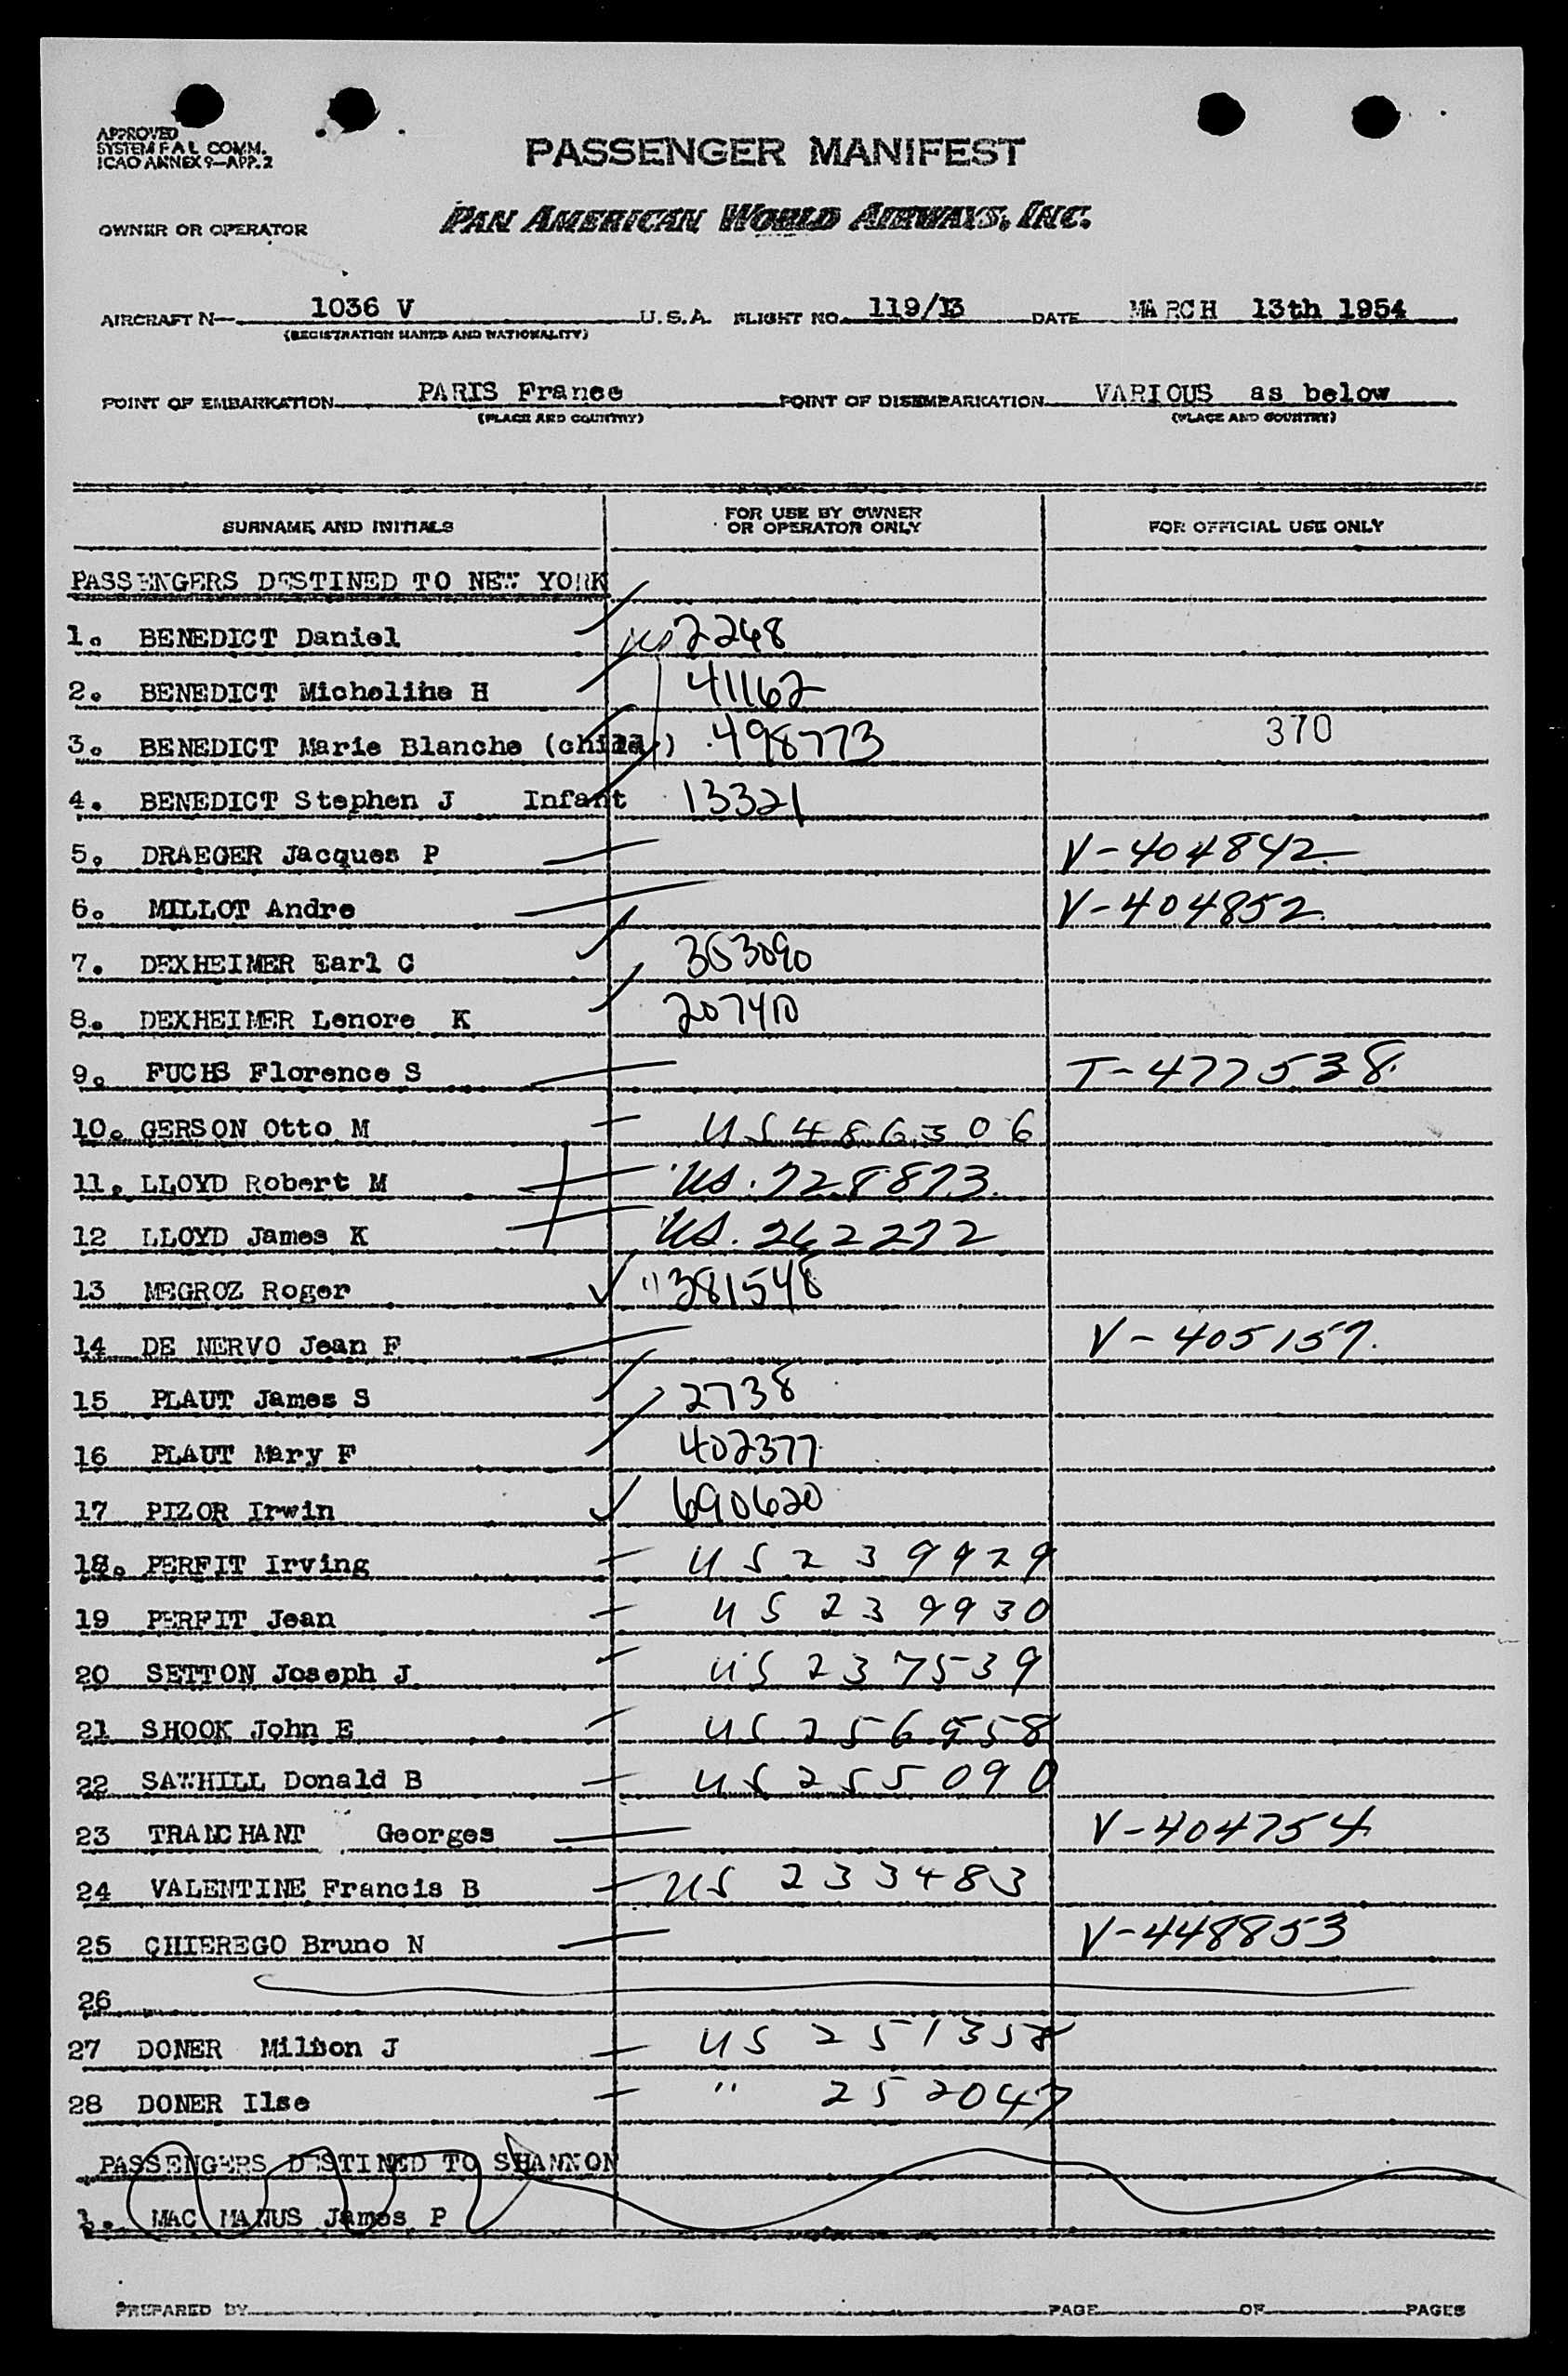 APPROVED
SYSTEM FAL COMM.
ICAO ANNEX 9—APP. 2
PASSENGER MANIFEST
OWNER OR OPERATOR PAN AMERICAN WORLD AIRWAYS, INC.
AIRCRAFT N— 1036 V U.S.A. FLIGHT NO. 119/13 DATE MARCH 13th 1954
(REGISTRATION MARKS AND NATIONALITY)
POINT OF EMBARKATION PARIS France POINT OF DISEMBARKATION VARIOUS as below
(PLACE AND COUNTRY) (PLACE AND COUNTRY)
SURNAME AND INITIALS FOR USE BY OWNER OR OPERATOR ONLY FOR OFFICIAL USE ONLY
PASSENGERS DESTINED TO NEW YORK
1. BENEDICT Daniel US 2248
2. BENEDICT Micheline H 41162
3. BENEDICT Marie Blanche (child) 498773 370
4. BENEDICT Stephen J Infant 13321
5. DRAEGER Jacques P V-404842
6. MILLOT Andre V-404852
7. DEXHEIMER Earl C 353090
8. DEXHEIMER Lenore K 207410
9. FUCHS Florence S T-477538
10. GERSON Otto M US 486306
11. LLOYD Robert M US. 728873.
12 LLOYD James K US. 262272
13 MEGROZ Roger " 381548
14 DE NERVO Jean F V-405157.
15 PLAUT James S 2738
16 PLAUT Mary F 402377
17 PIZOR Irwin 690620
18. PERFIT Irving US 239929
19 PERFIT Jean US 239930
20 SETTON Joseph J US 237539
21 SHOOK John E US 256958
22 SAWHILL Donald B US 255090
23 TRANCHANT Georges V-404754
24 VALENTINE Francis B US 233483
25 CHIEREGO Bruno N V-448853
26
27 DONER Milton J US 251358
28 DONER Ilse " 252047
PASSENGERS DESTINED TO SHANNON
1. MAC MANUS James P
PREPARED BY PAGE OF PAGES